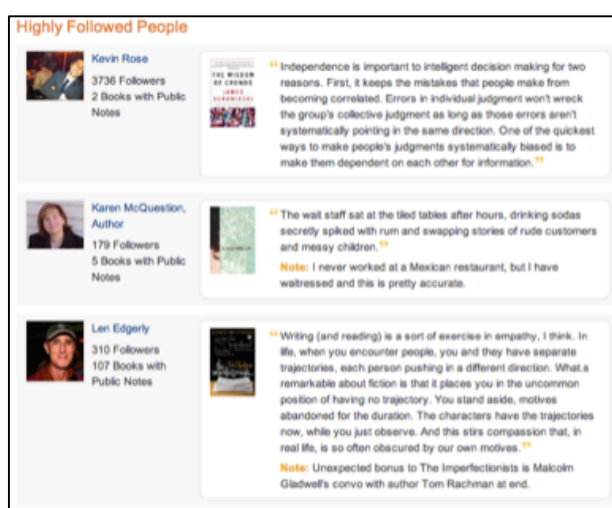 Highly Followed People
Kevin Rose
3736 Followers
2 Books with Public
Notes
THE WISDOM
OF CROWDS
JAMES
SUROWIECKI
“Independence is important to intelligent decision making for two
reasons. First, it keeps the mistakes that people make from
becoming correlated. Errors in individual judgment won't wreck
the group's collective judgment as long as those errors aren't
systematically pointing in the same direction. One of the quickest
ways to make people's judgments systematically biased is to
make them dependent on each other for information.”
Karen McQuestion,
Author
179 Followers
5 Books with Public
Notes
“The wait staff sat at the tiled tables after hours, drinking sodas
secretly spiked with rum and swapping stories of rude customers
and messy children.”
Note: I never worked at a Mexican restaurant, but I have
waitressed and this is pretty accurate.
Len Edgerly
310 Followers
107 Books with
Public Notes
“Writing (and reading) is a sort of exercise in empathy, I think. In
life, when you encounter people, you and they have separate
trajectories, each person pushing in a different direction. What.s
remarkable about fiction is that it places you in the uncommon
position of having no trajectory. You stand aside, motives
abandoned for the duration. The characters have the trajectories
now, while you just observe. And this stirs compassion that, in
real life, is so often obscured by our own motives.”
Note: Unexpected bonus to The Imperfectionists is Malcolm
Gladwell's convo with author Tom Rachman at end.